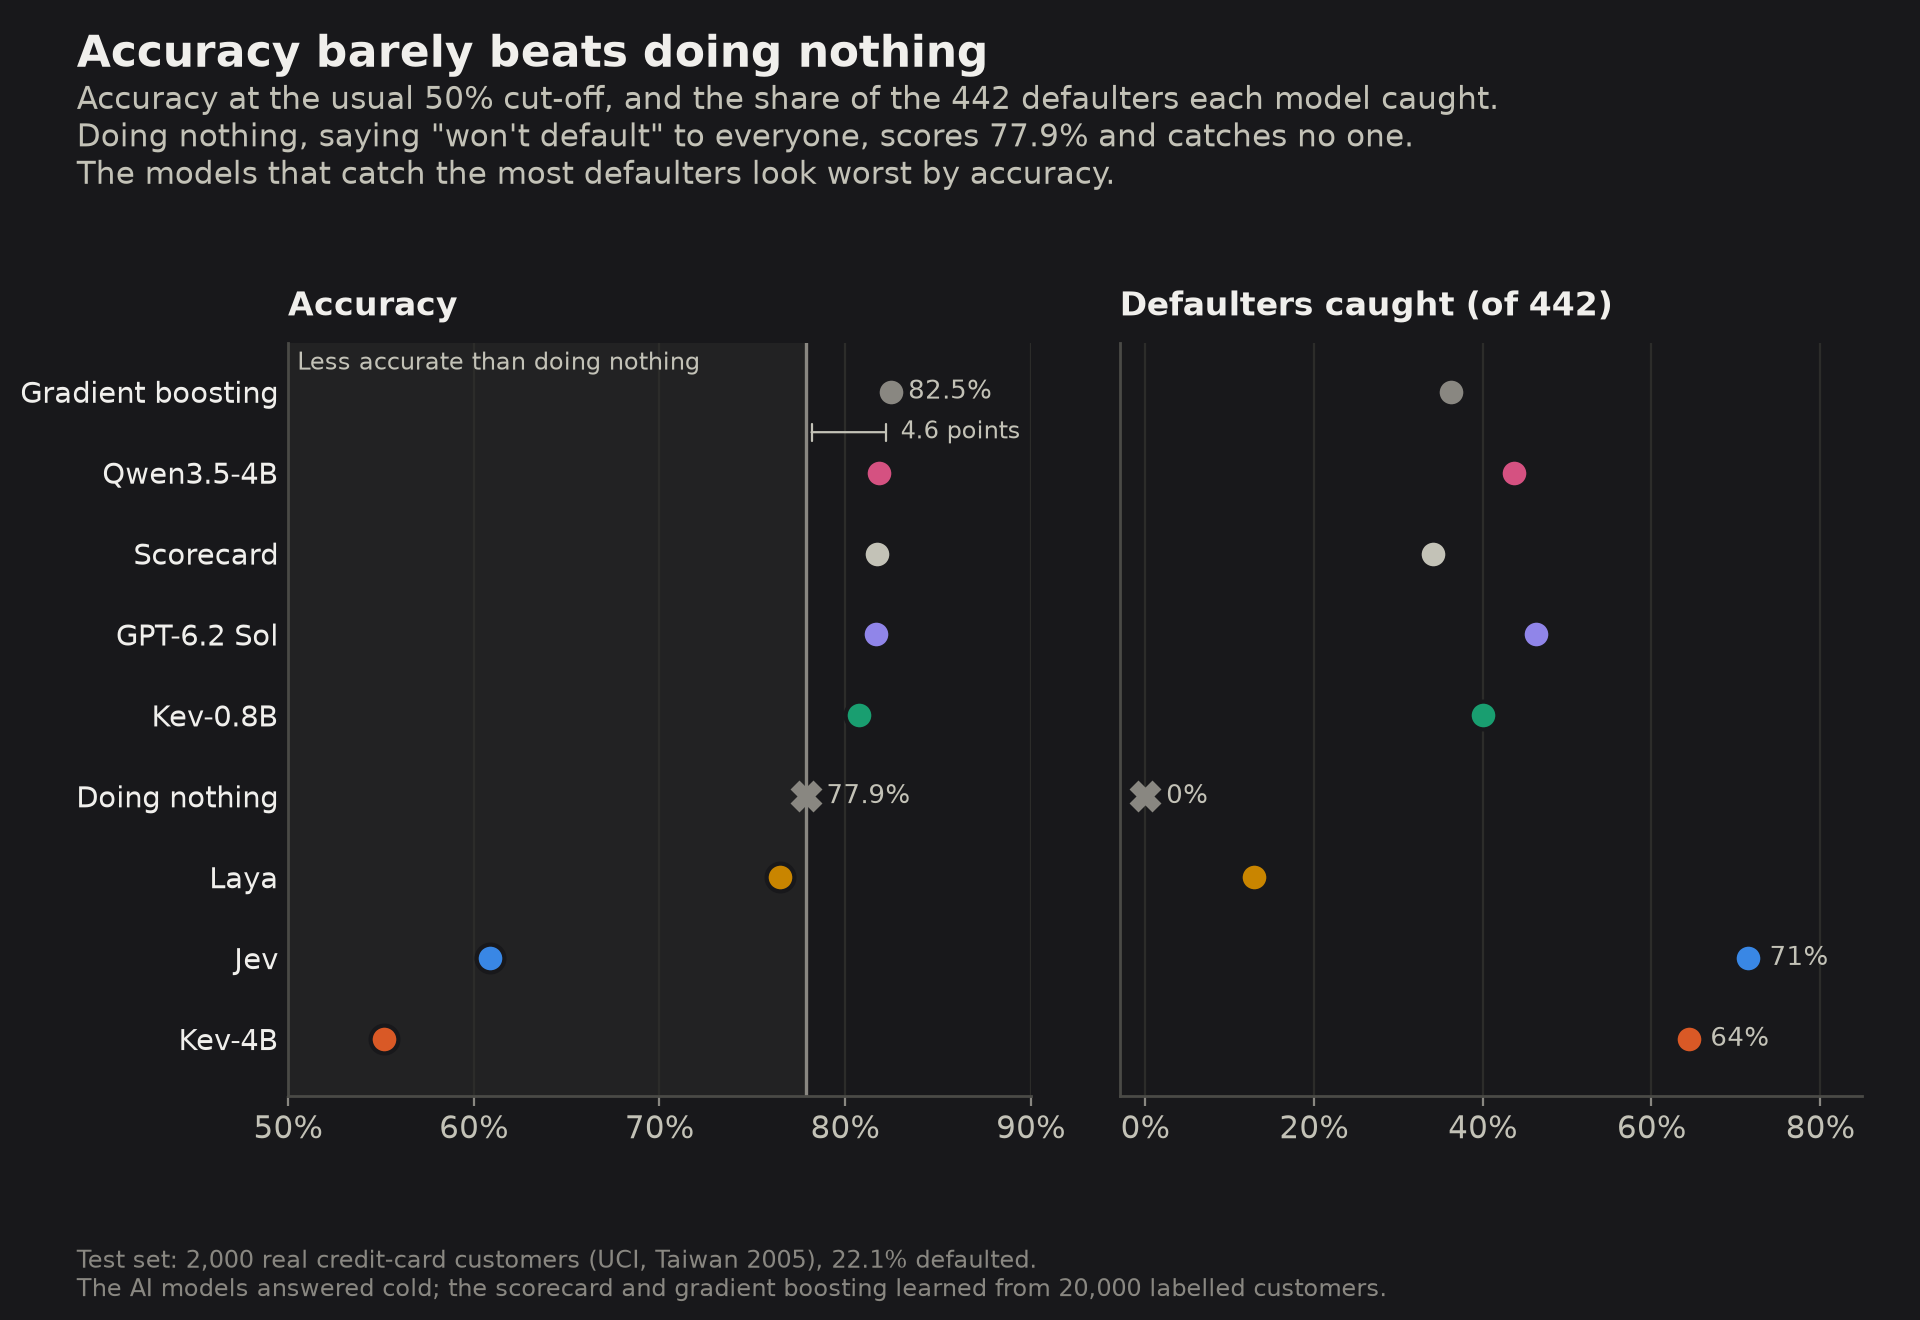 Accuracy barely beats doing nothing
Accuracy at the usual 50% cut-off, and the share of the 442 defaulters each model caught.
Doing nothing, saying "won't default" to everyone, scores 77.9% and catches no one.
The models that catch the most defaulters look worst by accuracy.
Accuracy
Defaulters caught (of 442)
Less accurate than doing nothing
Gradient boosting
82.5%
4.6 points
Qwen3.5-4B
Scorecard
GPT-6.2 Sol
Kev-0.8B
Doing nothing
77.9%
0%
Laya
Jev
71%
Kev-4B
64%
50% 60% 70% 80% 90%
0% 20% 40% 60% 80%
Test set: 2,000 real credit-card customers (UCI, Taiwan 2005), 22.1% defaulted.
The AI models answered cold; the scorecard and gradient boosting learned from 20,000 labelled customers.